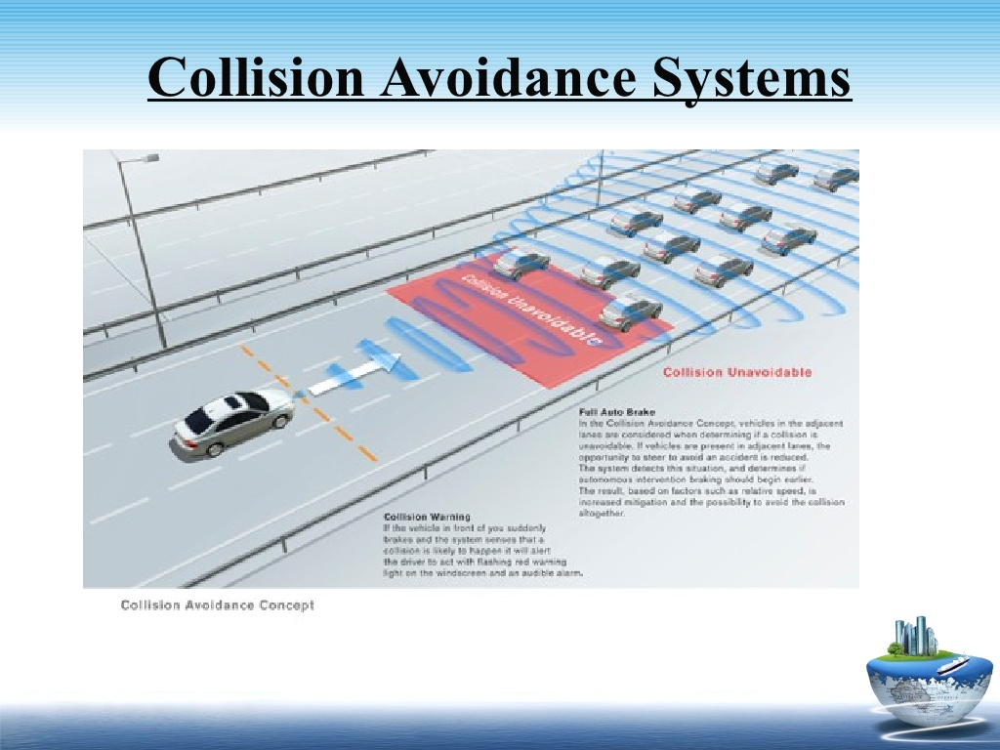 Collision Avoidance Systems
Collision Unavoidable
Collision Unavoidable
Full Auto Brake
In the Collision Avoidance Concept, vehicles in the adjacent
lanes are considered when determining if a collision is
unavoidable. If vehicles are present in adjacent lanes, the
opportunity to steer to avoid an accident is reduced.
The system detects this situation, and determines if
autonomous intervention braking should begin earlier.
The result, based on factors such as relative speed, is
increased mitigation and the possibility to avoid the collision
altogether.
Collision Warning
If the vehicle in front of you suddenly
brakes and the system senses that a
collision is likely to happen it will alert
the driver to act with flashing red warning
light on the windscreen and an audible alarm.
Collision Avoidance Concept